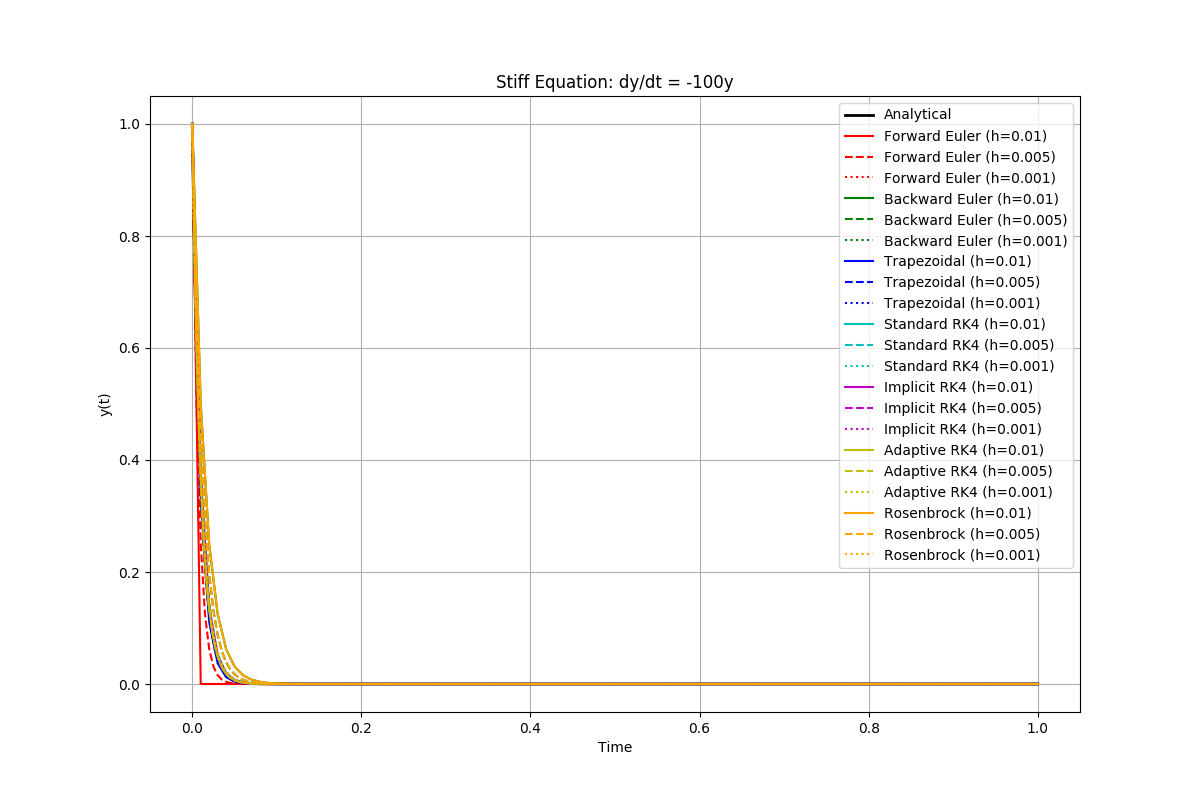 Stiff Equation: dy/dt = -100y
Analytical
Forward Euler (h=0.01)
Forward Euler (h=0.005)
Forward Euler (h=0.001)
Backward Euler (h=0.01)
Backward Euler (h=0.005)
Backward Euler (h=0.001)
Trapezoidal (h=0.01)
Trapezoidal (h=0.005)
Trapezoidal (h=0.001)
Standard RK4 (h=0.01)
Standard RK4 (h=0.005)
Standard RK4 (h=0.001)
Implicit RK4 (h=0.01)
Implicit RK4 (h=0.005)
Implicit RK4 (h=0.001)
Adaptive RK4 (h=0.01)
Adaptive RK4 (h=0.005)
Adaptive RK4 (h=0.001)
Rosenbrock (h=0.01)
Rosenbrock (h=0.005)
Rosenbrock (h=0.001)
y(t)
1.0
0.8
0.6
0.4
0.2
0.0
0.0 0.2 0.4 0.6 0.8 1.0
Time